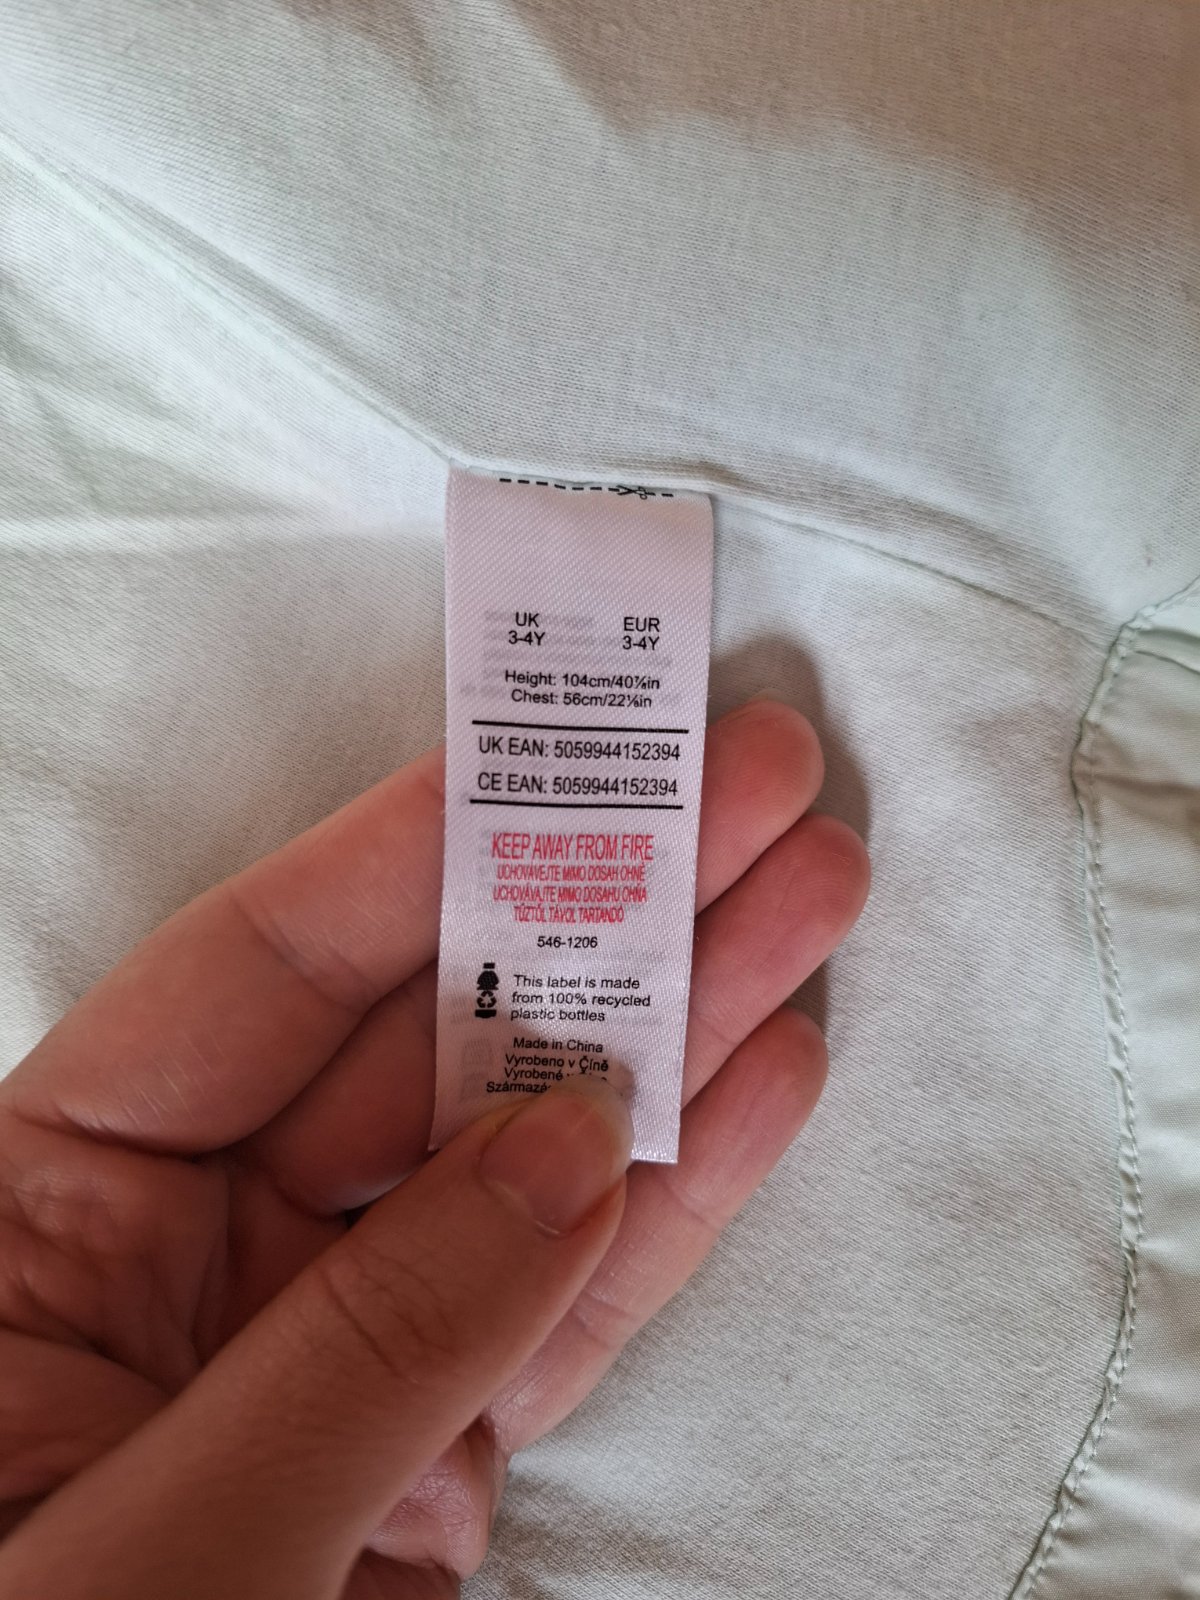 UK EUR
3-4Y 3-4Y
Height: 104cm/40⅞in
Chest: 56cm/22⅛in
UK EAN: 5059944152394
CE EAN: 5059944152394
KEEP AWAY FROM FIRE
UCHOVÁVEJTE MIMO DOSAH OHNĚ
UCHOVÁVAJTE MIMO DOSAHU OHŇA
TŰZTŐL TÁVOL TARTANDÓ
546-1206
This label is made
from 100% recycled
plastic bottles
Made in China
Vyrobeno v Číně
Vyrobené